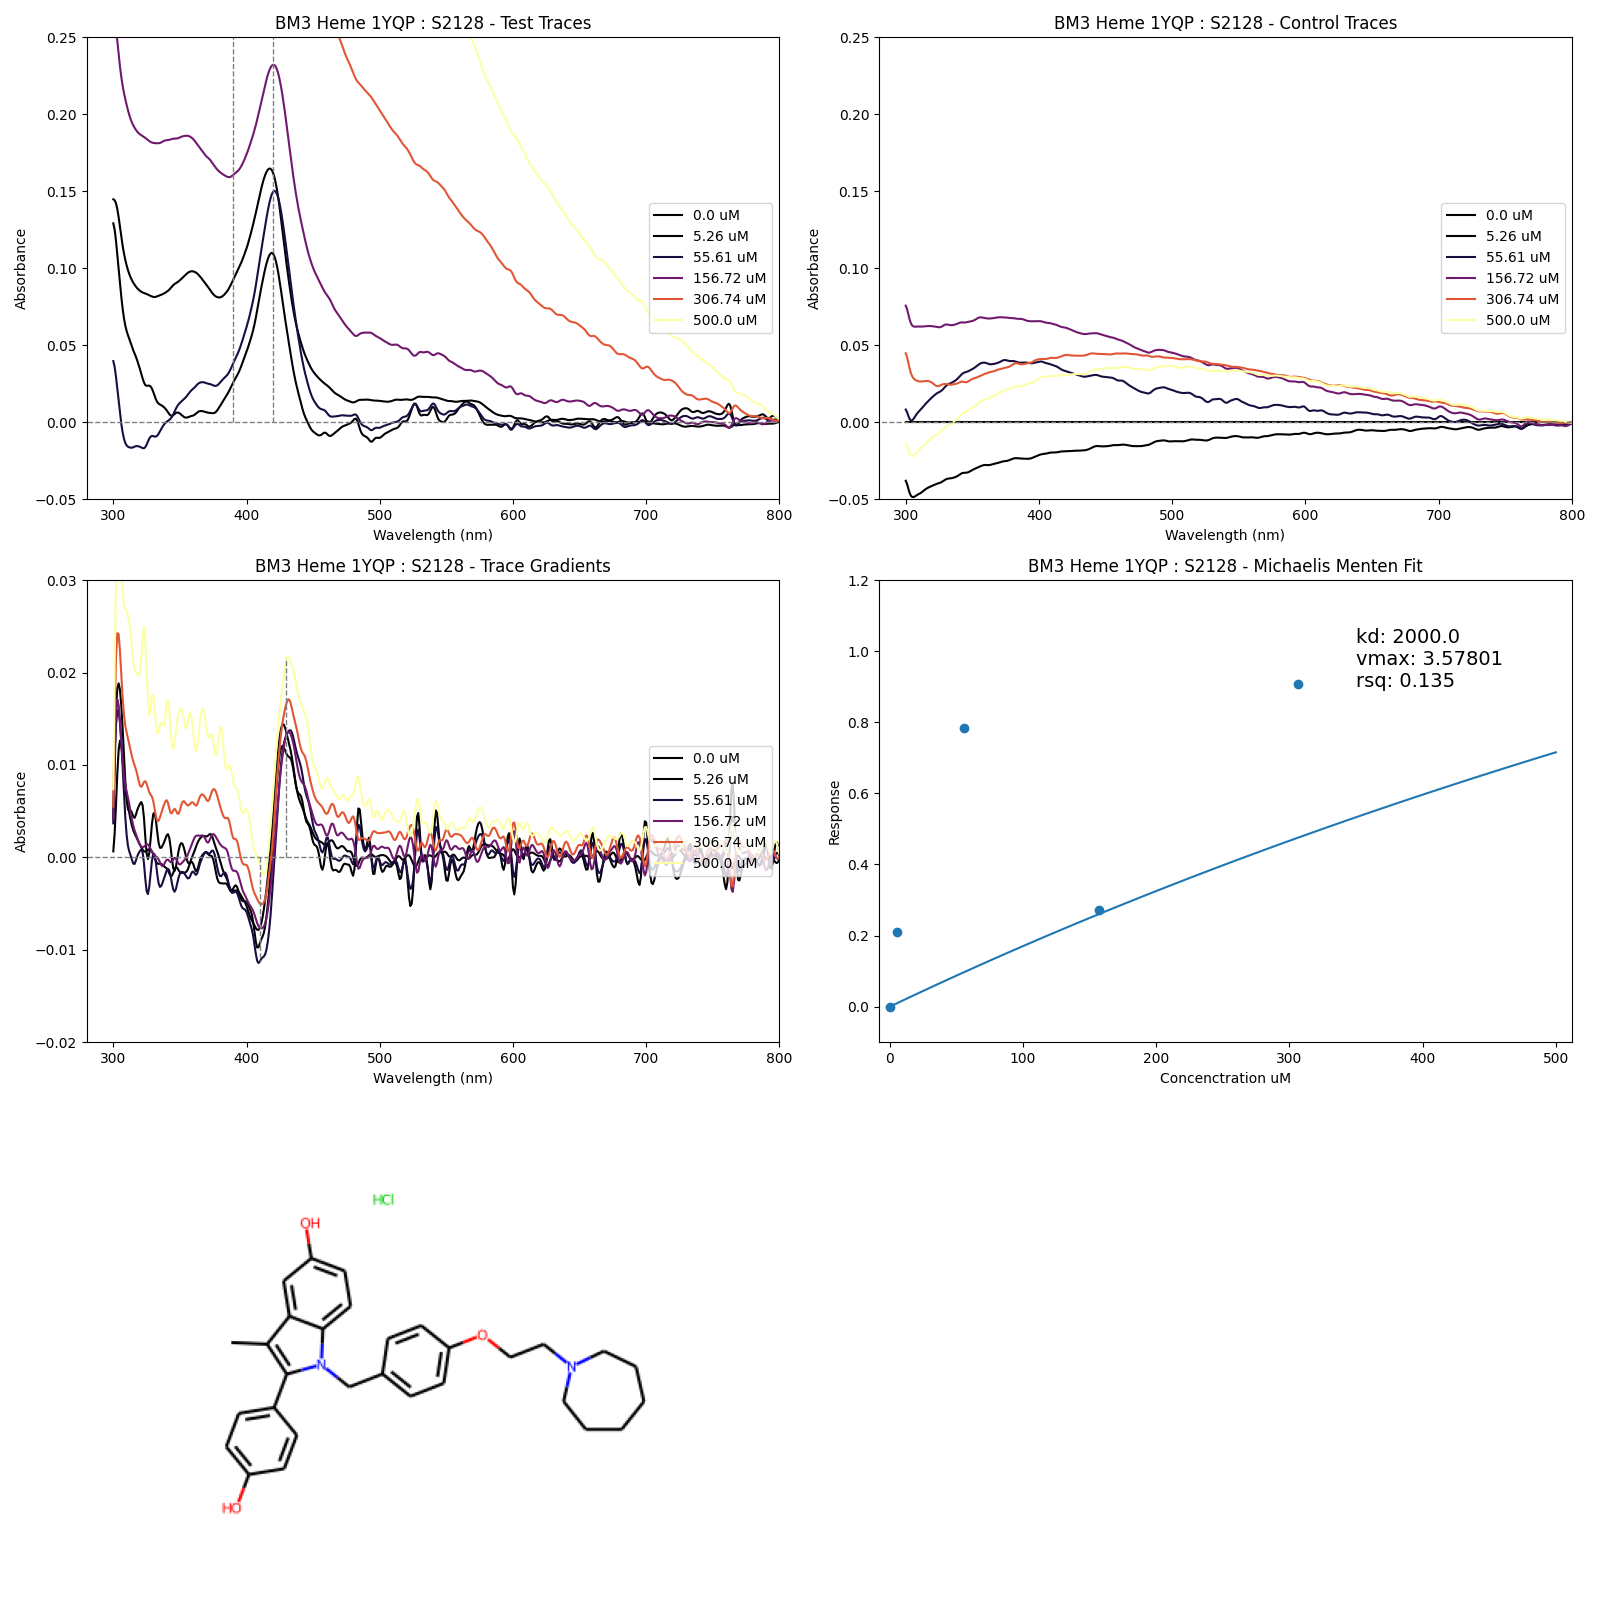 BM3 Heme 1YQP : S2128 - Test Traces
0.25
0.20
0.15
0.10
0.05
0.00
−0.05
Absorbance
300 400 500 600 700 800
Wavelength (nm)
0.0 uM
5.26 uM
55.61 uM
156.72 uM
306.74 uM
500.0 uM
BM3 Heme 1YQP : S2128 - Control Traces
0.25
0.20
0.15
0.10
0.05
0.00
−0.05
Absorbance
300 400 500 600 700 800
Wavelength (nm)
0.0 uM
5.26 uM
55.61 uM
156.72 uM
306.74 uM
500.0 uM
BM3 Heme 1YQP : S2128 - Trace Gradients
0.03
0.02
0.01
0.00
−0.01
−0.02
Absorbance
300 400 500 600 700 800
Wavelength (nm)
0.0 uM
5.26 uM
55.61 uM
156.72 uM
306.74 uM
500.0 uM
BM3 Heme 1YQP : S2128 - Michaelis Menten Fit
1.2
1.0
0.8
0.6
0.4
0.2
0.0
Response
0 100 200 300 400 500
Concenctration uM
kd: 2000.0
vmax: 3.57801
rsq: 0.135
HCl
OH
O
N
N
HO